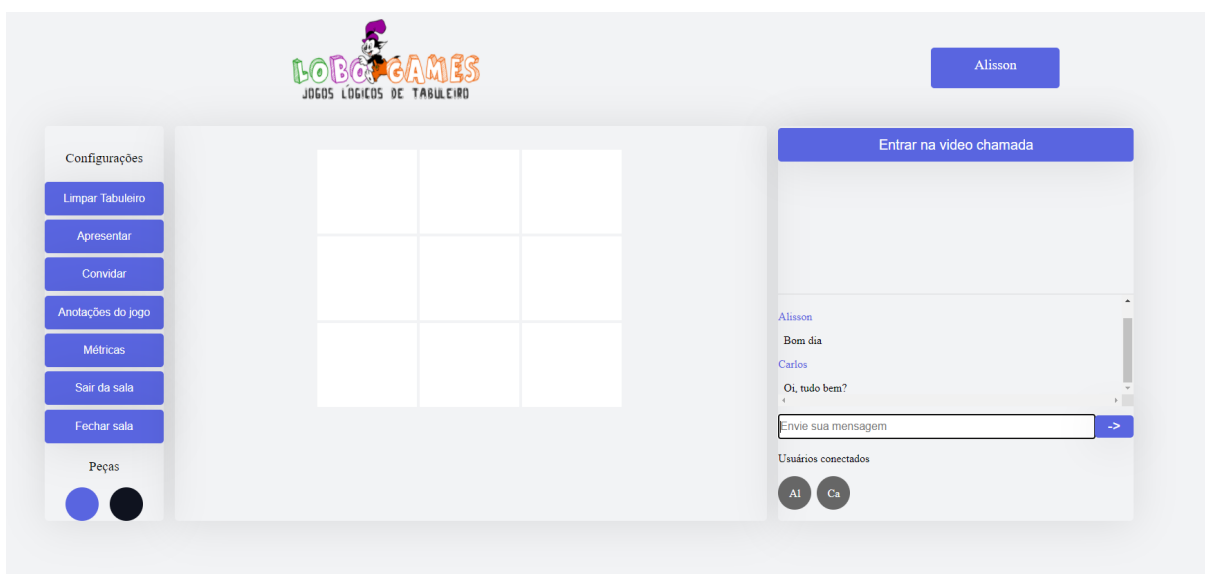 LOBO GAMES
JOGOS LÓGICOS DE TABULEIRO
Alisson
Configurações
Limpar Tabuleiro
Apresentar
Convidar
Anotações do jogo
Métricas
Sair da sala
Fechar sala
Peças
Entrar na video chamada
Alisson
Bom dia
Carlos
Oi, tudo bem?
Envie sua mensagem
->
Usuários conectados
Al
Ca